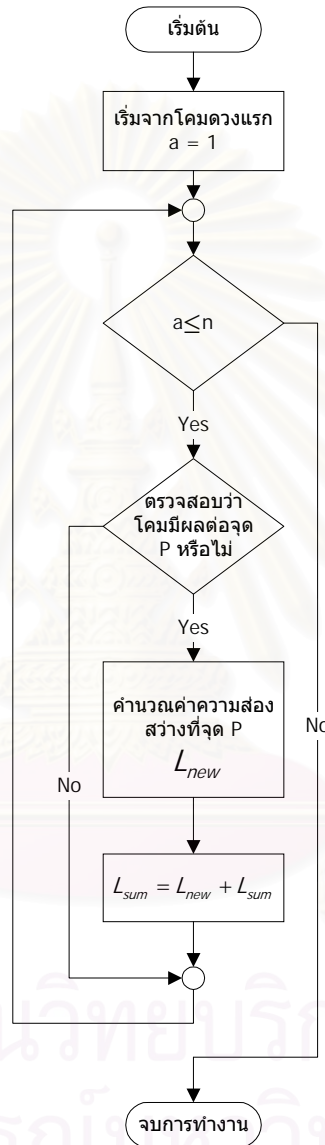 เริ่มต้น
เริ่มจากโคมดวงแรก
a = 1
a≤n
Yes
ตรวจสอบว่า
โคมมีผลต่อจุด
P หรือไม่
Yes
คำนวณค่าความส่อง
สว่างที่จุด P
L_new
No
No
L_sum = L_new + L_sum
จบการทำงาน